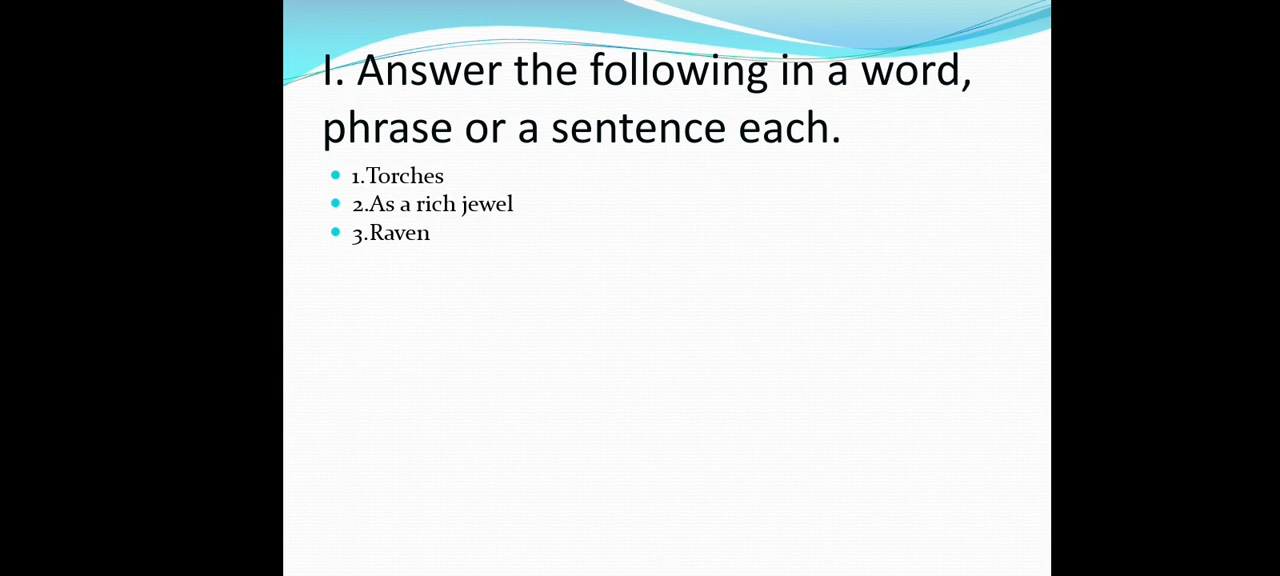 I. Answer the following in a word,
phrase or a sentence each.
1.Torches
2.As a rich jewel
3.Raven